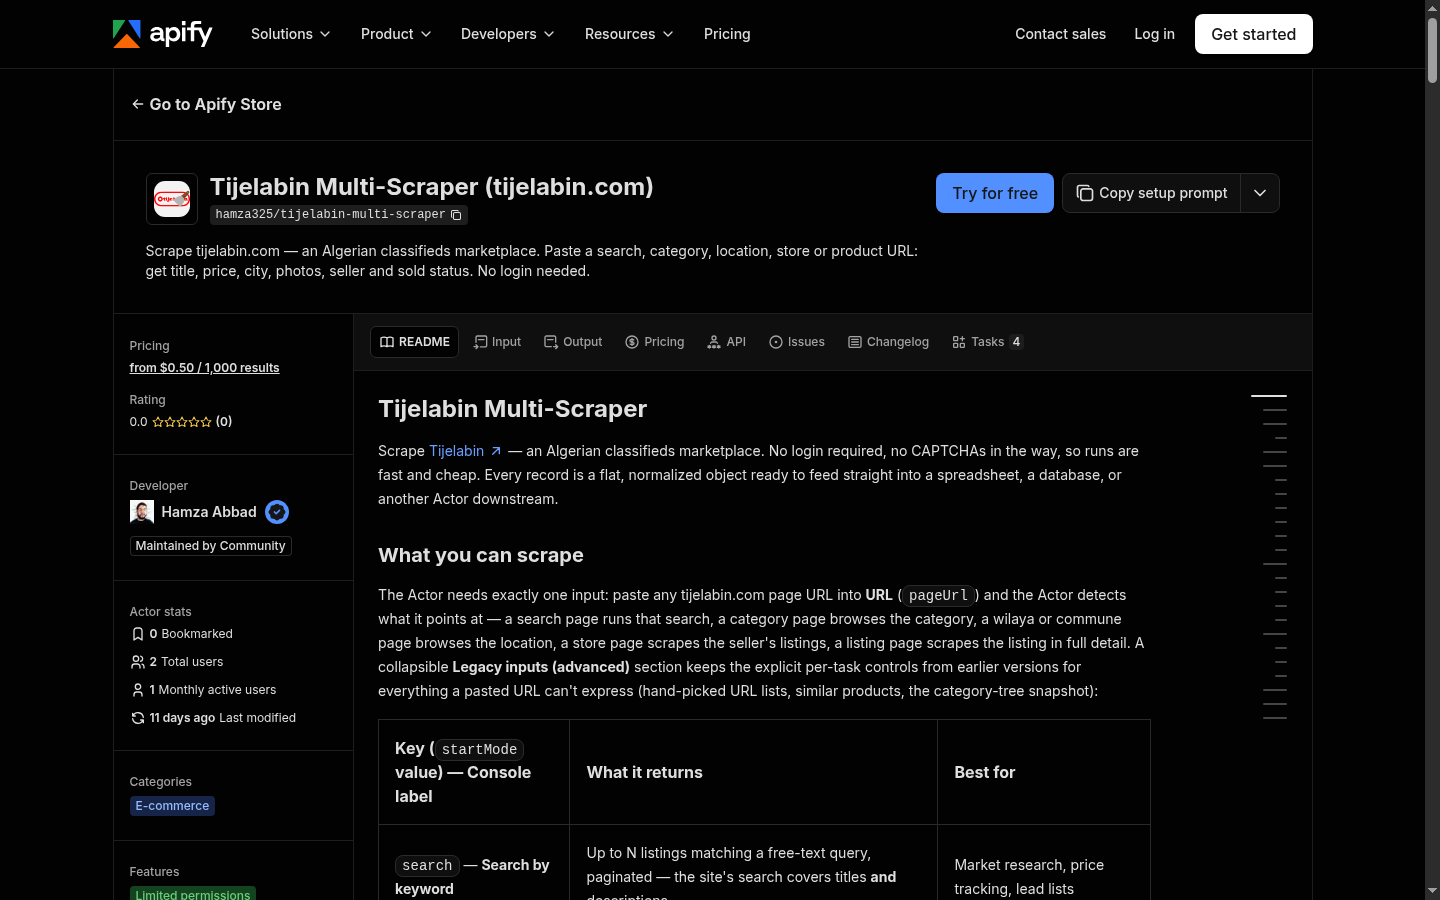 apify
Solutions
Product
Developers
Resources
Pricing
Contact sales
Log in
Get started
← Go to Apify Store
Tijelabin Multi-Scraper (tijelabin.com)
hamza325/tijelabin-multi-scraper
Try for free
Copy setup prompt
Scrape tijelabin.com — an Algerian classifieds marketplace. Paste a search, category, location, store or product URL:
get title, price, city, photos, seller and sold status. No login needed.
Pricing
from $0.50 / 1,000 results
Rating
0.0 (0)
Developer
Hamza Abbad
Maintained by Community
Actor stats
0 Bookmarked
2 Total users
1 Monthly active users
11 days ago Last modified
Categories
E-commerce
Features
Limited permissions
README
Input
Output
Pricing
API
Issues
Changelog
Tasks 4
Tijelabin Multi-Scraper
Scrape Tijelabin ↗ — an Algerian classifieds marketplace. No login required, no CAPTCHAs in the way, so runs are
fast and cheap. Every record is a flat, normalized object ready to feed straight into a spreadsheet, a database, or
another Actor downstream.
What you can scrape
The Actor needs exactly one input: paste any tijelabin.com page URL into URL (pageUrl) and the Actor detects
what it points at — a search page runs that search, a category page browses the category, a wilaya or commune
page browses the location, a store page scrapes the seller's listings, a listing page scrapes the listing in full detail. A
collapsible Legacy inputs (advanced) section keeps the explicit per-task controls from earlier versions for
everything a pasted URL can't express (hand-picked URL lists, similar products, the category-tree snapshot):
Key (startMode
value) — Console
label
What it returns
Best for
search — Search by
keyword
Up to N listings matching a free-text query,
paginated — the site's search covers titles and
descriptions
Market research, price
tracking, lead lists